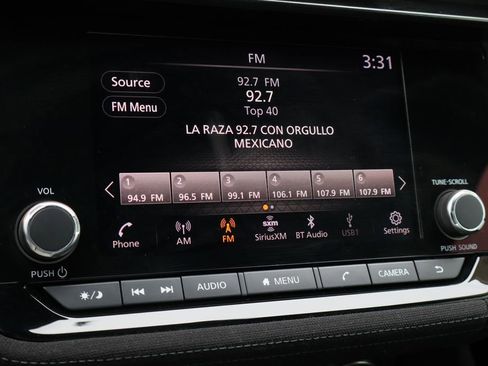 FM
3:31
Source
92.7 FM
FM Menu
92.7
Top 40
LA RAZA 92.7 CON ORGULLO
MEXICANO
1 2 3 4 5 6
94.9 FM 96.5 FM 99.1 FM 106.1 FM 107.9 FM 107.9 FM
VOL
TUNE-SCROLL
Phone AM FM SiriusXM BT Audio USB1 Settings
sxm
PUSH
PUSH SOUND
AUDIO MENU CAMERA